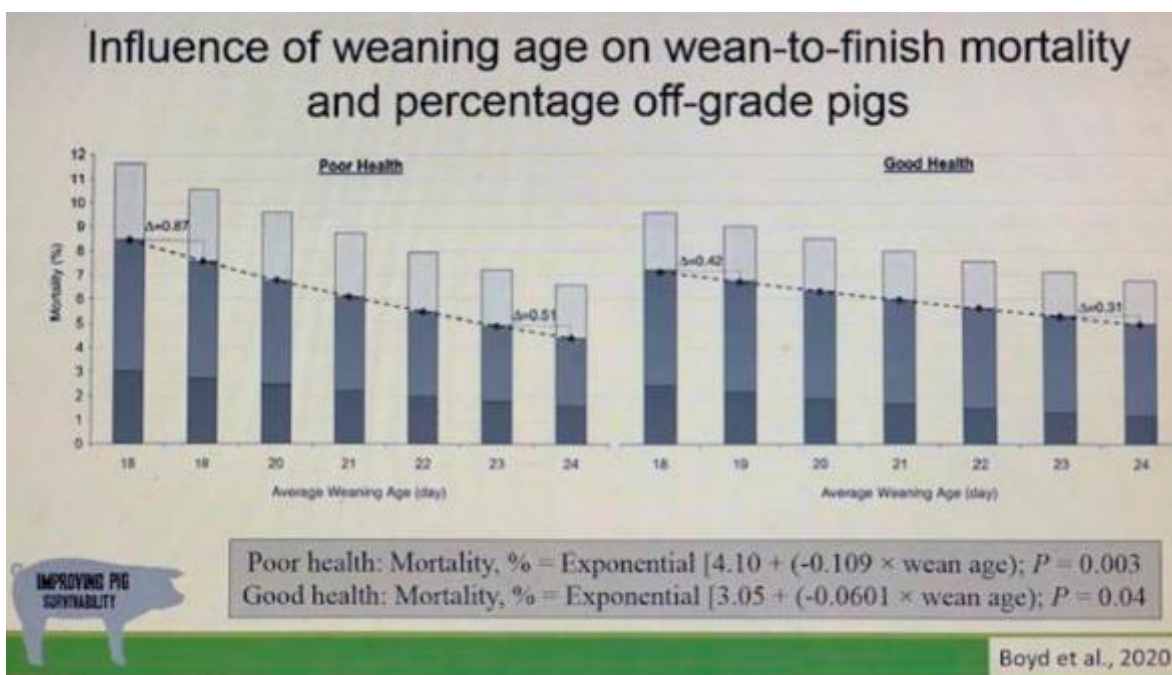 Influence of weaning age on wean-to-finish mortality
and percentage off-grade pigs
Poor Health
Good Health
Mortality (%)
12
11
10
9
8
7
6
5
4
3
2
1
0
Δ=0.87
Δ=0.51
Δ=0.42
Δ=0.31
18 19 20 21 22 23 24
18 19 20 21 22 23 24
Average Weaning Age (day)
Average Weaning Age (day)
Poor health: Mortality, % = Exponential [4.10 + (-0.109 × wean age); P = 0.003
Good health: Mortality, % = Exponential [3.05 + (-0.0601 × wean age); P = 0.04
IMPROVING PIG
SURVIVABILITY
Boyd et al., 2020